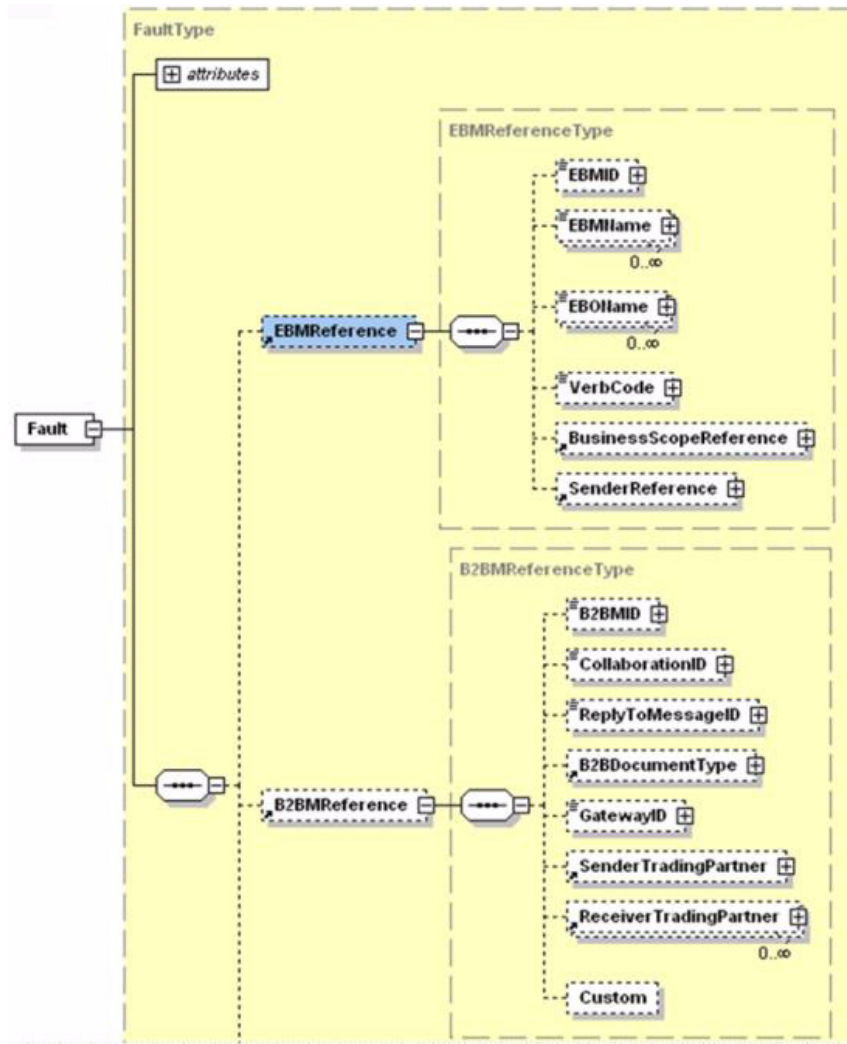 FaultType
attributes
EBMReferenceType
EBMID
EBMName
0..∞
EBOName
0..∞
EBMReference
VerbCode
BusinessScopeReference
Fault
SenderReference
B2BMReferenceType
B2BMID
CollaborationID
ReplyToMessageID
B2BDocumentType
B2BMReference
GatewayID
SenderTradingPartner
ReceiverTradingPartner
0..∞
Custom